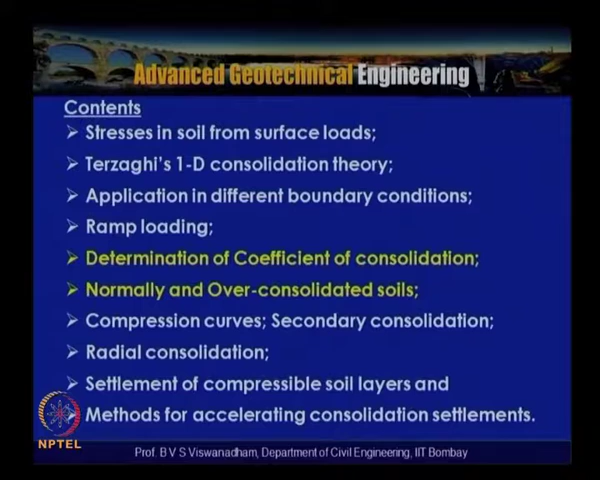 Advanced Geotechnical Engineering
Contents
➢ Stresses in soil from surface loads;
➢ Terzaghi's 1-D consolidation theory;
➢ Application in different boundary conditions;
➢ Ramp loading;
➢ Determination of Coefficient of consolidation;
➢ Normally and Over-consolidated soils;
➢ Compression curves; Secondary consolidation;
➢ Radial consolidation;
➢ Settlement of compressible soil layers and
➢ Methods for accelerating consolidation settlements.
NPTEL
Prof. B V S Viswanadham, Department of Civil Engineering, IIT Bombay